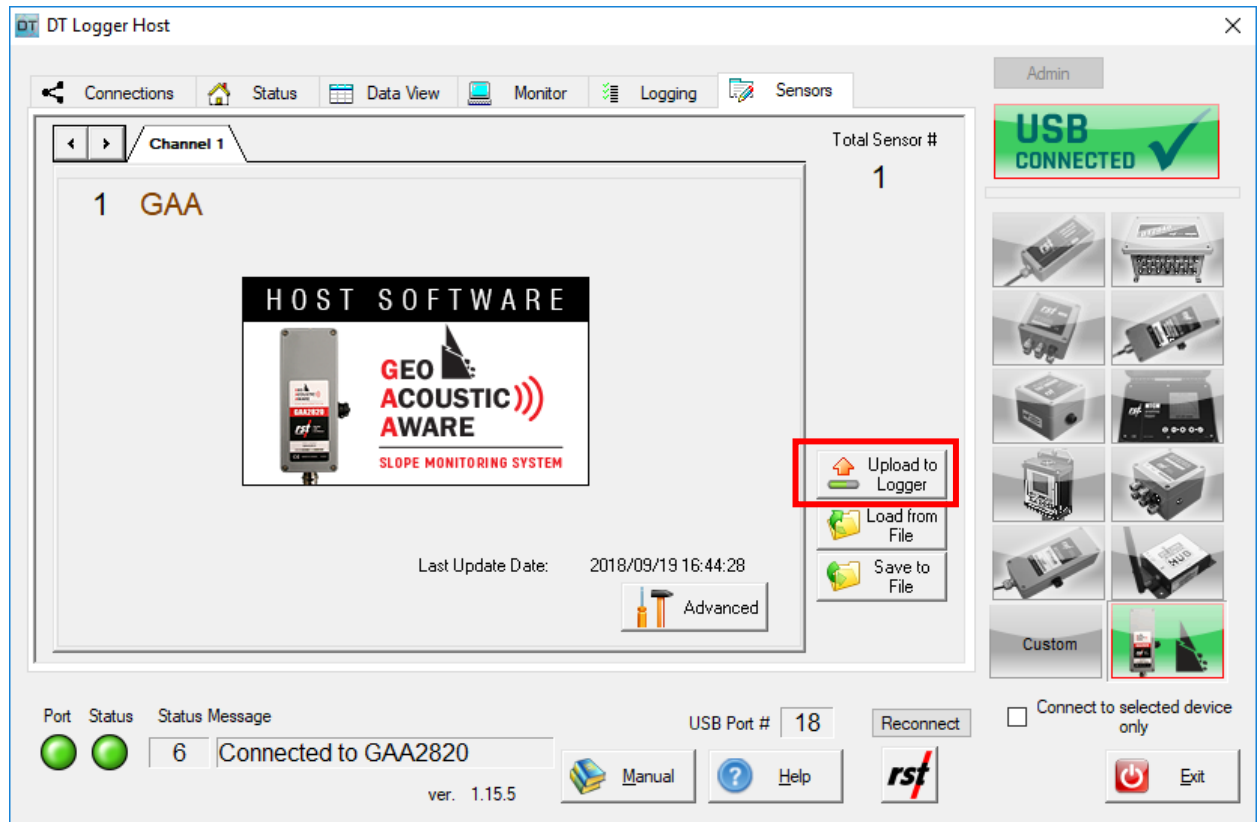 DT DT Logger Host
Connections Status Data View Monitor Logging Sensors
Admin
USB
CONNECTED
Channel 1
Total Sensor #
1
1 GAA
HOST SOFTWARE
GEO
ACOUSTIC
AWARE
SLOPE MONITORING SYSTEM
GAA2820
rst
Upload to
Logger
Load from
File
Save to
File
Last Update Date: 2018/09/19 16:44:28
Advanced
Custom
Port Status Status Message
6 Connected to GAA2820
USB Port # 18
Reconnect
Connect to selected device
only
ver. 1.15.5
Manual
Help
rst
Exit